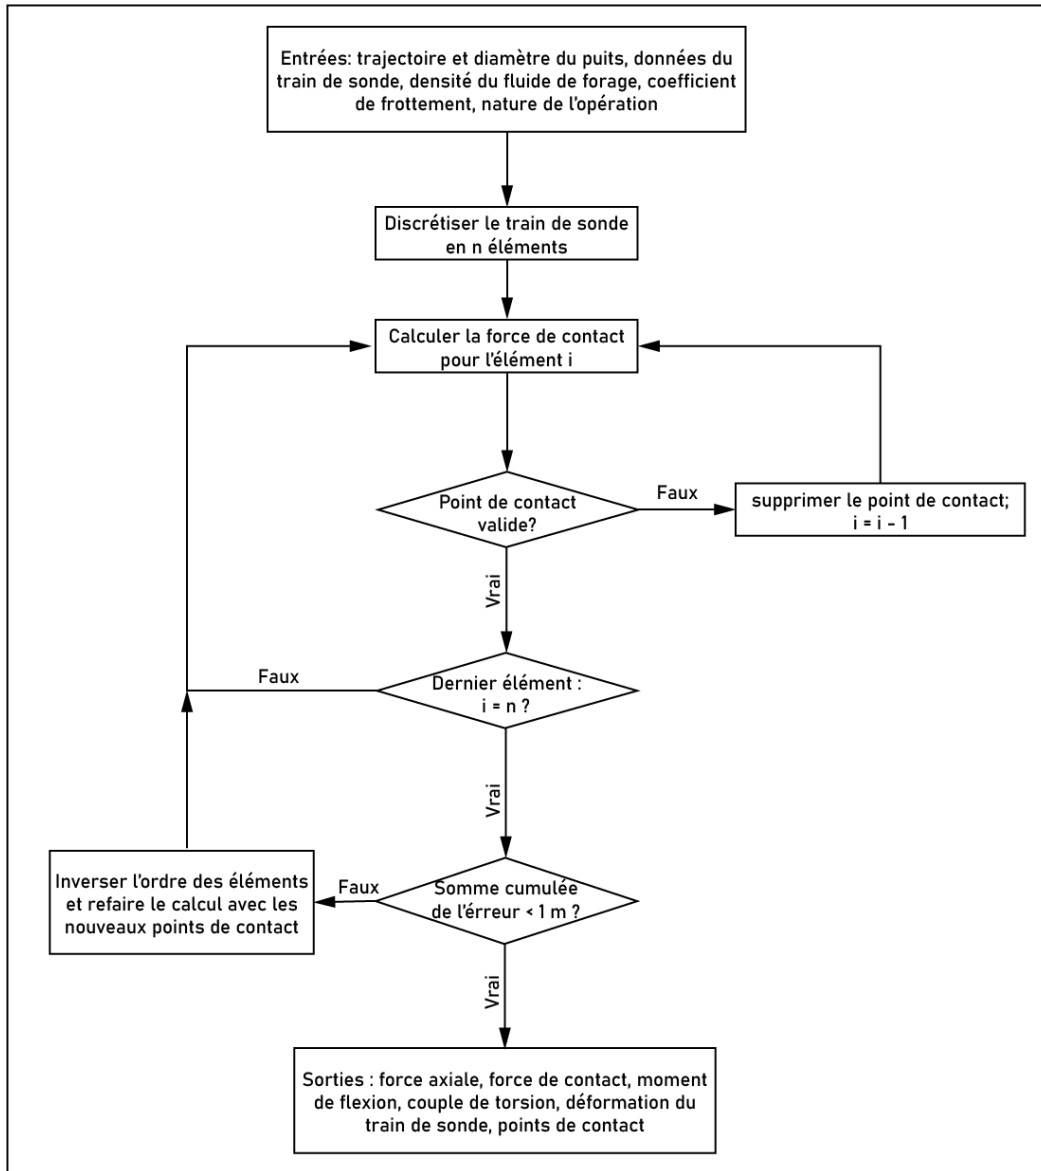 Entrées: trajectoire et diamètre du puits, données du
train de sonde, densité du fluide de forage, coefficient
de frottement, nature de l'opération
Discrétiser le train de sonde
en n éléments
Calculer la force de contact
pour l'élément i
Point de contact
valide?
Faux
supprimer le point de contact;
i = i - 1
Vrai
Faux
Dernier élément :
i = n ?
Vrai
Inverser l'ordre des éléments
et refaire le calcul avec les
nouveaux points de contact
Faux
Somme cumulée
de l'érreur < 1 m ?
Vrai
Sorties : force axiale, force de contact, moment
de flexion, couple de torsion, déformation du
train de sonde, points de contact